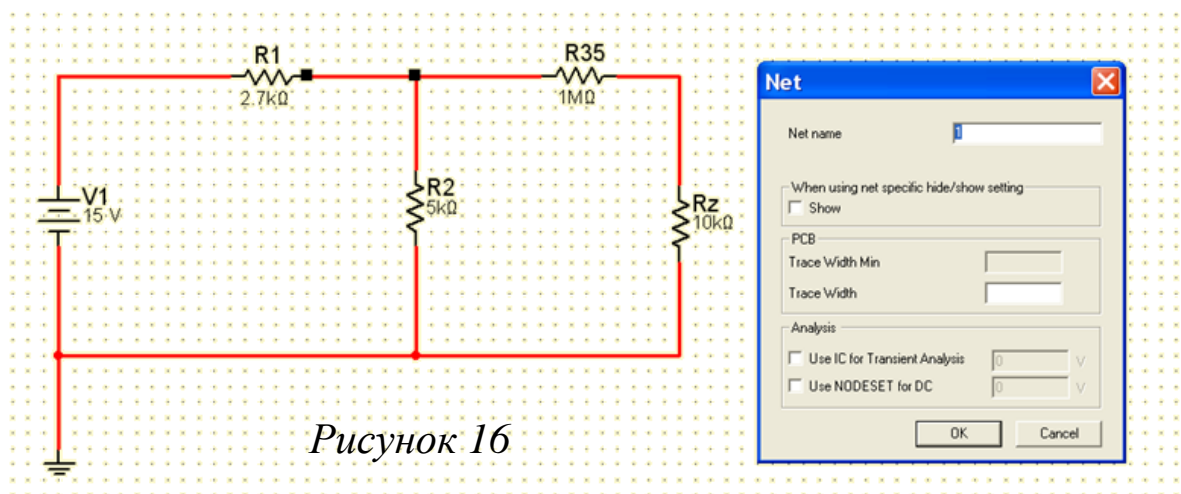 R1
2.7kΩ
R35
1MΩ
V1
15 V
R2
5kΩ
Rz
10kΩ
Рисунок 16
Net
Net name
1
When using net specific hide/show setting
Show
PCB
Trace Width Min
Trace Width
Analysis
Use IC for Transient Analysis
0
V
Use NODESET for DC
0
V
OK
Cancel